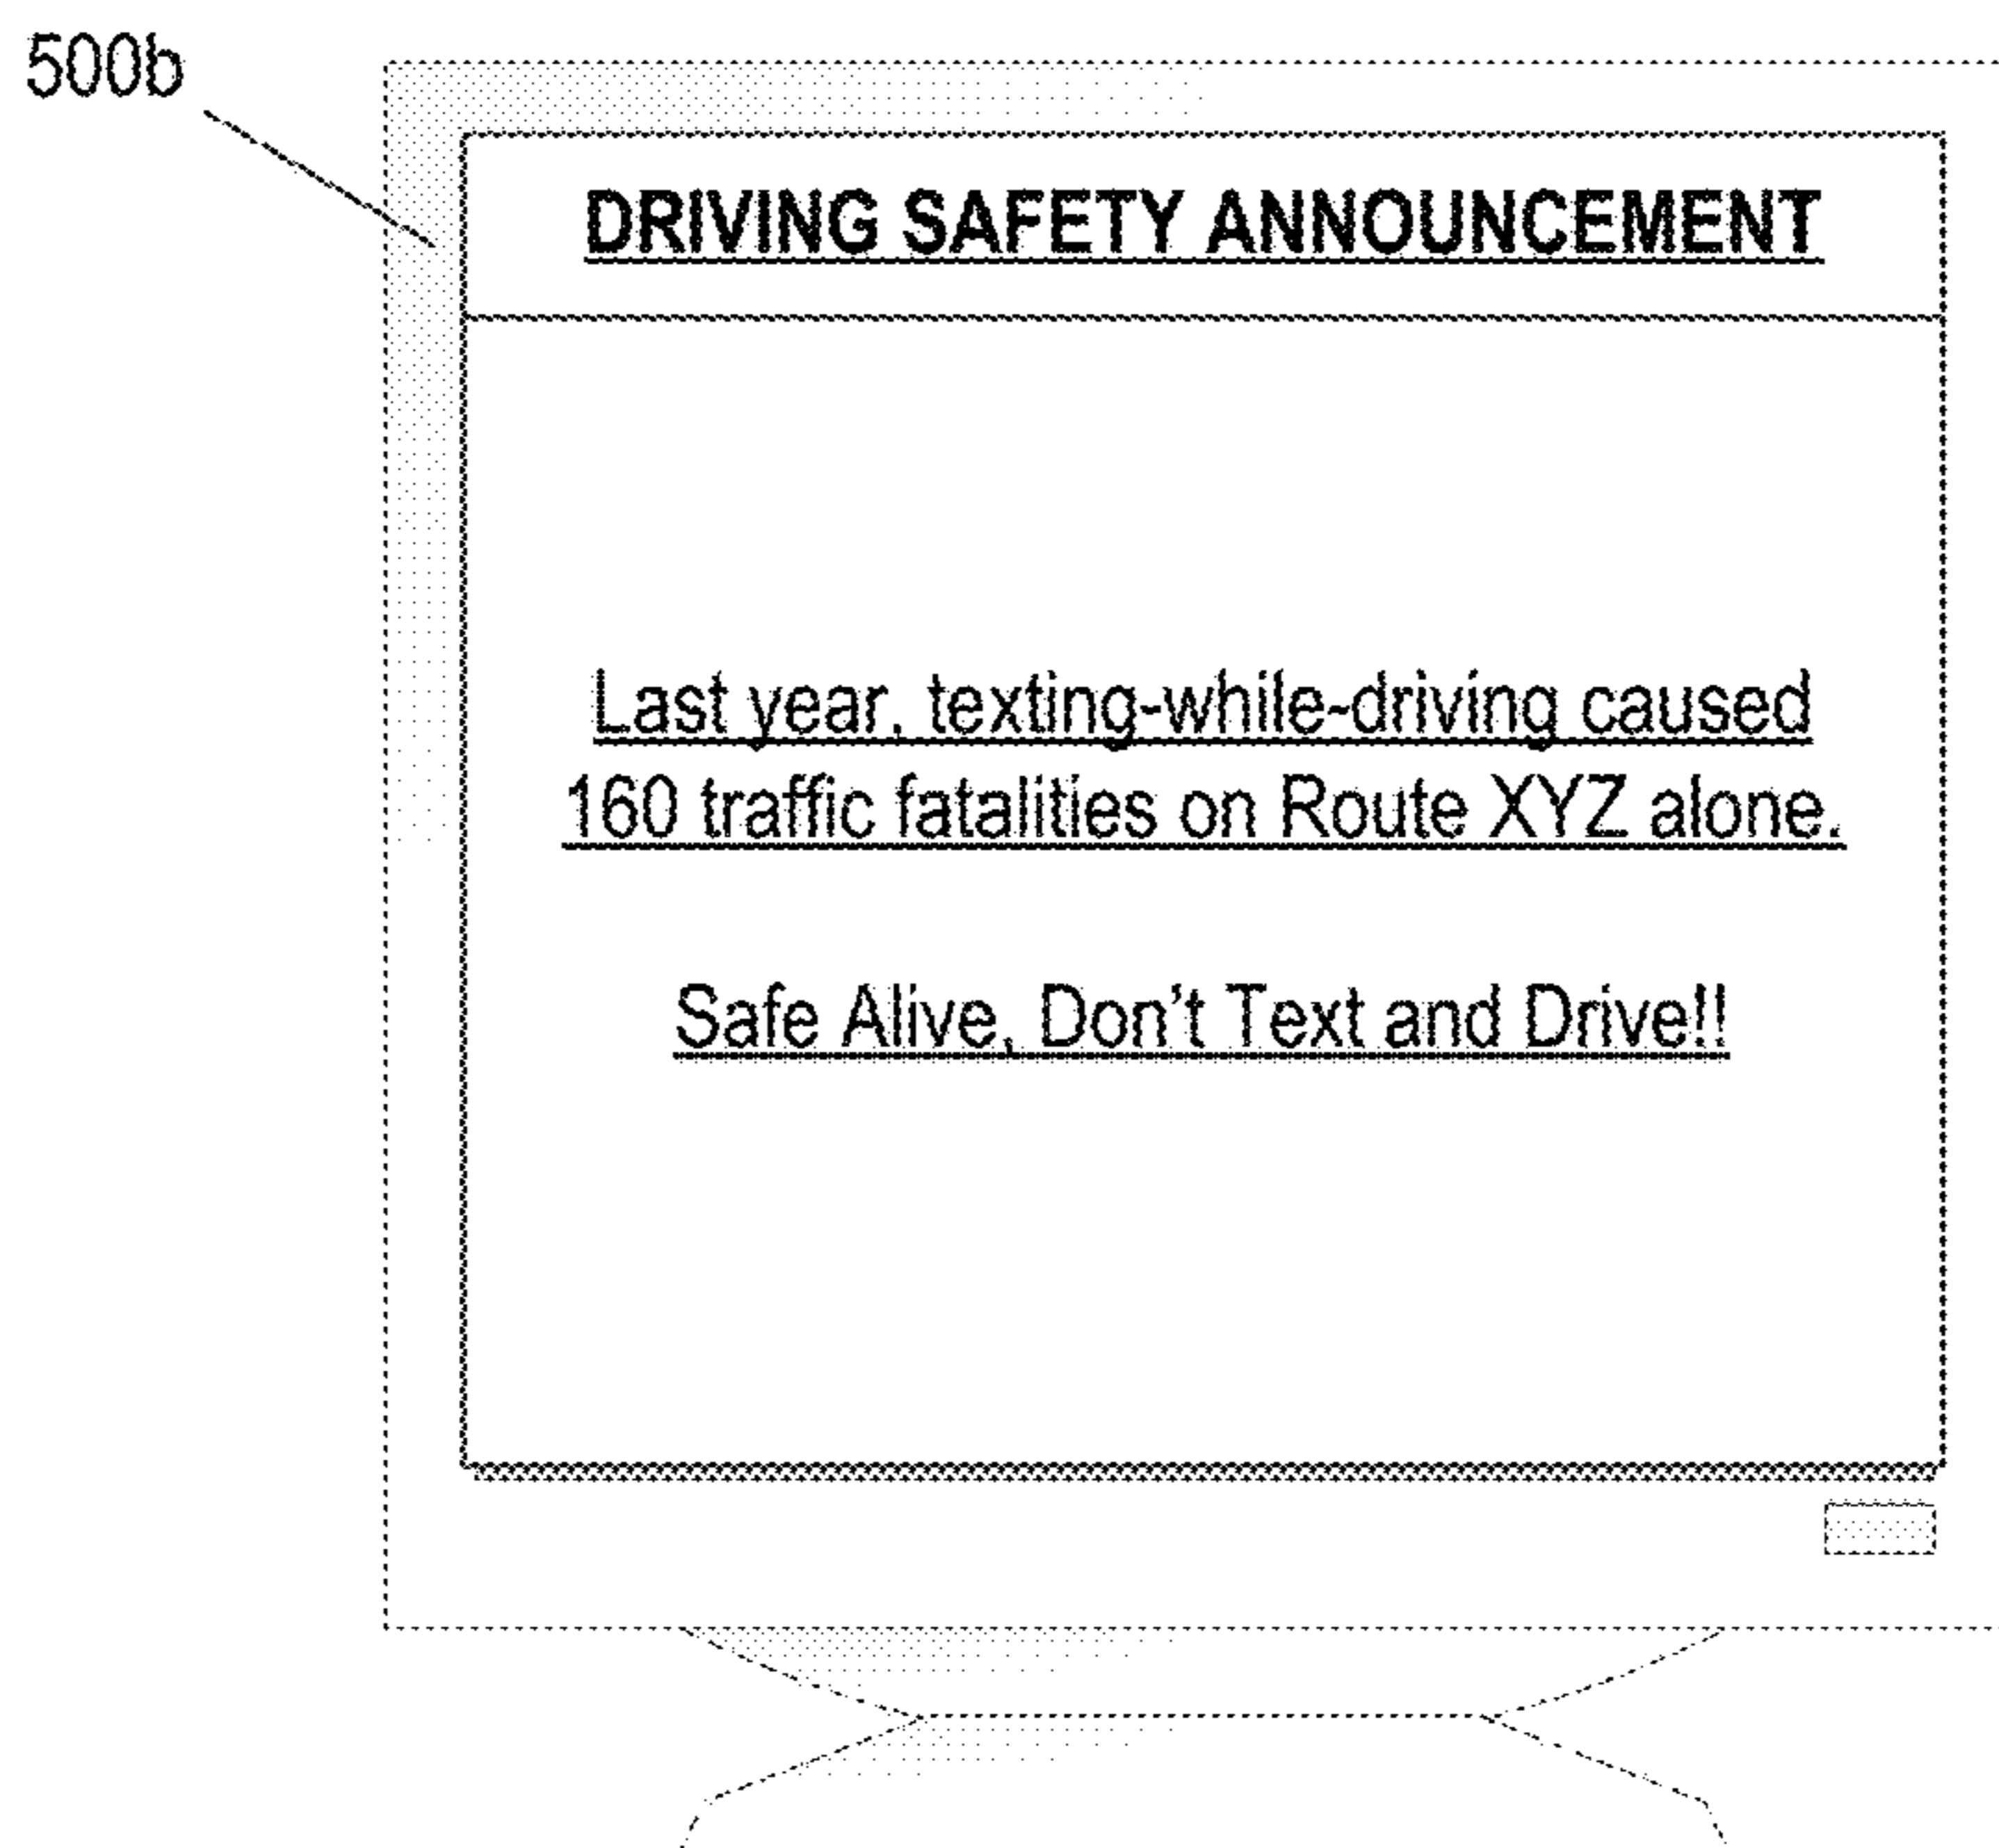 500b
DRIVING SAFETY ANNOUNCEMENT
Last year, texting-while-driving caused
160 traffic fatalities on Route XYZ alone.
Safe Alive, Don't Text and Drive!!